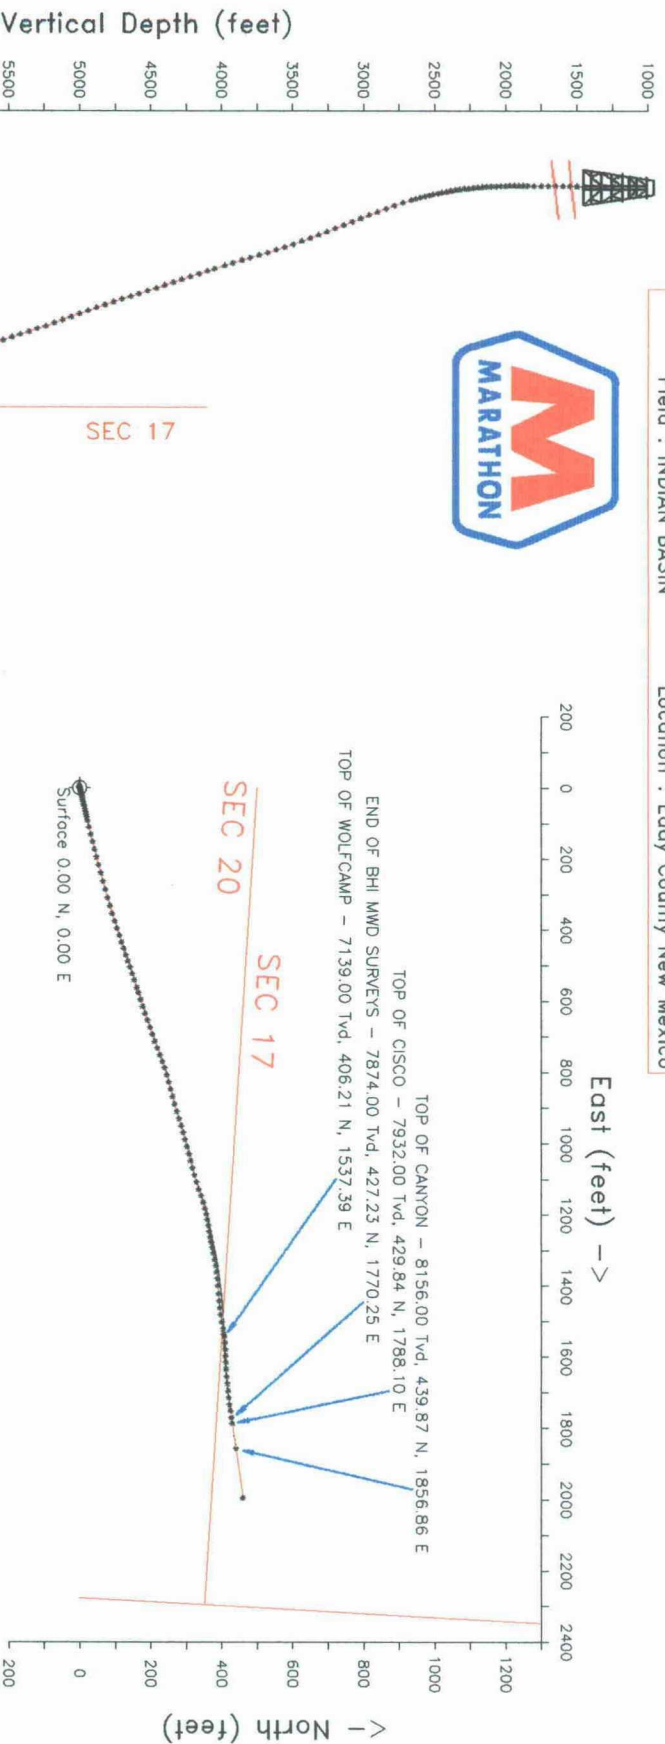 Field : INDIAN BASIN
Location : Eddy County New Mexico
MARATHON
East (feet) ->
200
0
200
400
600
800
1000
1200
1400
1600
1800
2000
2200
2400
TOP OF CANYON - 8156.00 Tvd, 439.87 N, 1856.86 E
TOP OF CISCO - 7932.00 Tvd, 429.84 N, 1788.10 E
END OF BHI MWD SURVEYS - 7874.00 Tvd, 427.23 N, 1770.25 E
TOP OF WOLFCAMP - 7139.00 Tvd, 406.21 N, 1537.39 E
SEC 17
SEC 20
Surface 0.00 N, 0.00 E
<- North (feet)
1200
1000
800
600
400
200
0
200
Vertical Depth (feet)
1000
1500
2000
2500
3000
3500
4000
4500
5000
5500
SEC 17